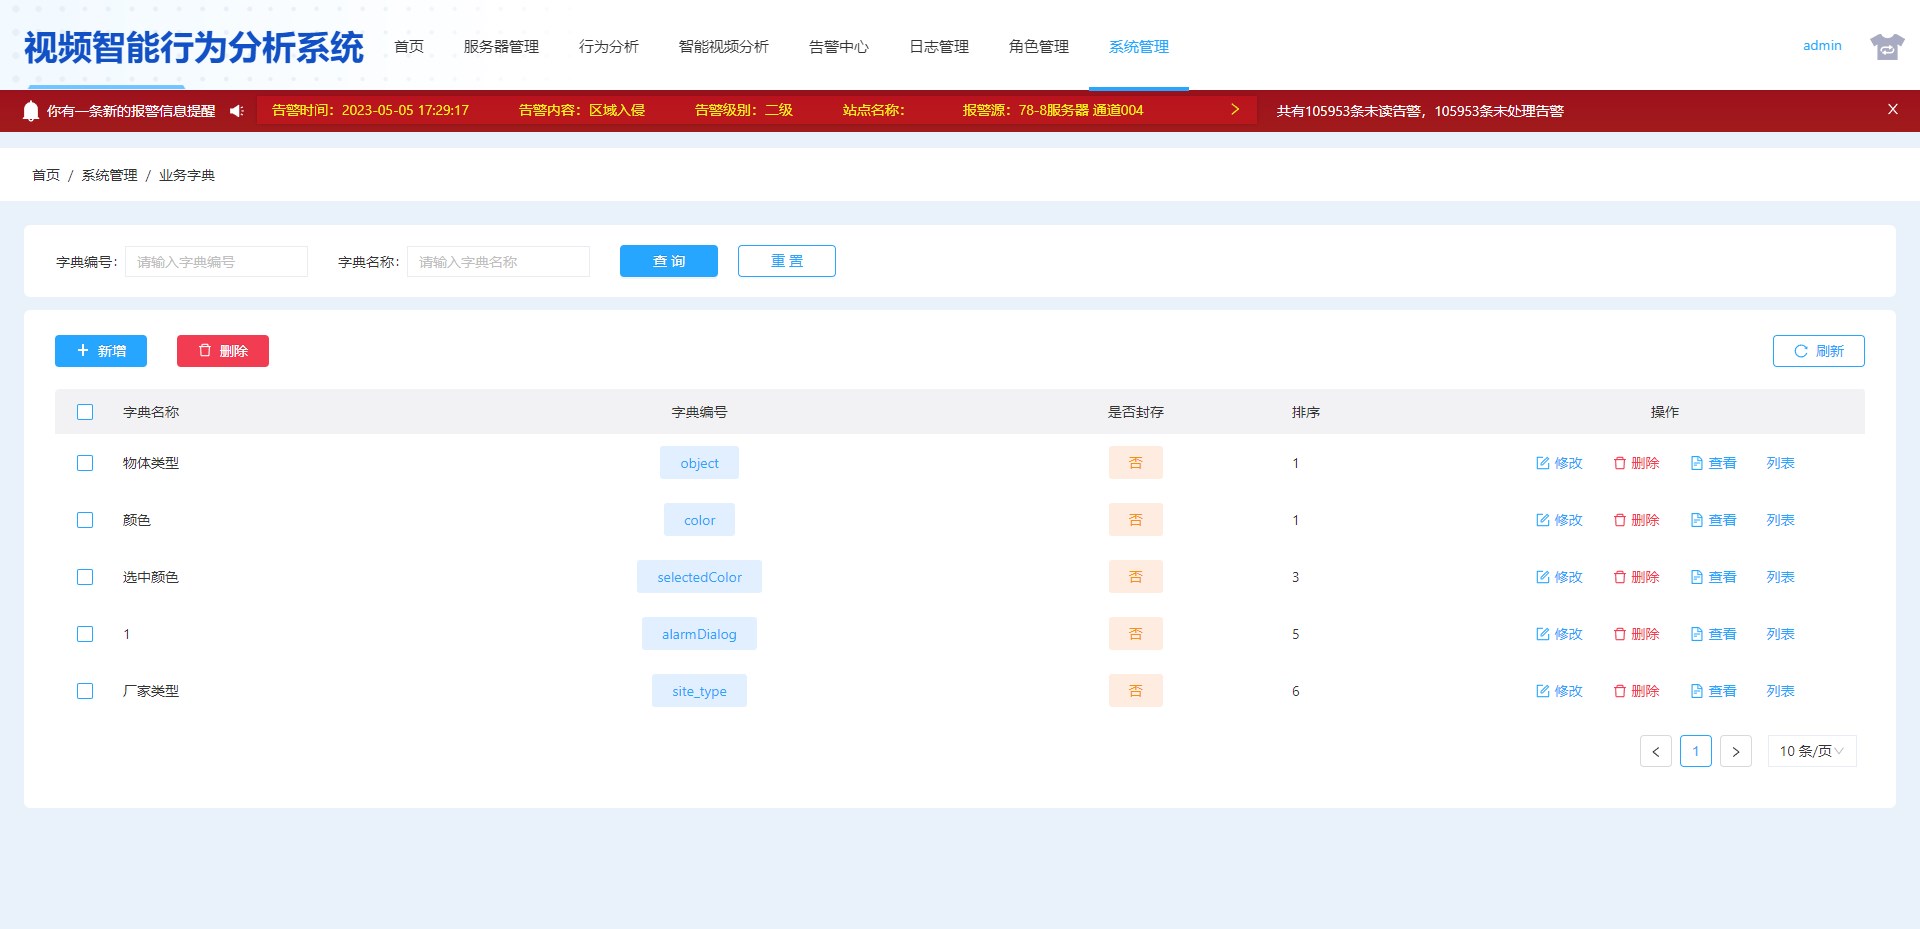 视频智能行为分析系统 首页 服务器管理 行为分析 智能视频分析 告警中心 日志管理 角色管理 系统管理 admin
你有一条新的报警信息提醒 告警时间：2023-05-05 17:29:17 告警内容：区域入侵 告警级别：二级 站点名称： 报警源：78-8服务器 通道004 > 共有105953条未读告警，105953条未处理告警 X
首页 / 系统管理 / 业务字典
字典编号： 请输入字典编号 字典名称： 请输入字典名称 查 询 重 置
+ 新增 删除 刷新
字典名称 字典编号 是否封存 排序 操作
物体类型 object 否 1 修改 删除 查看 列表
颜色 color 否 1 修改 删除 查看 列表
选中颜色 selectedColor 否 3 修改 删除 查看 列表
1 alarmDialog 否 5 修改 删除 查看 列表
厂家类型 site_type 否 6 修改 删除 查看 列表
< 1 > 10 条/页